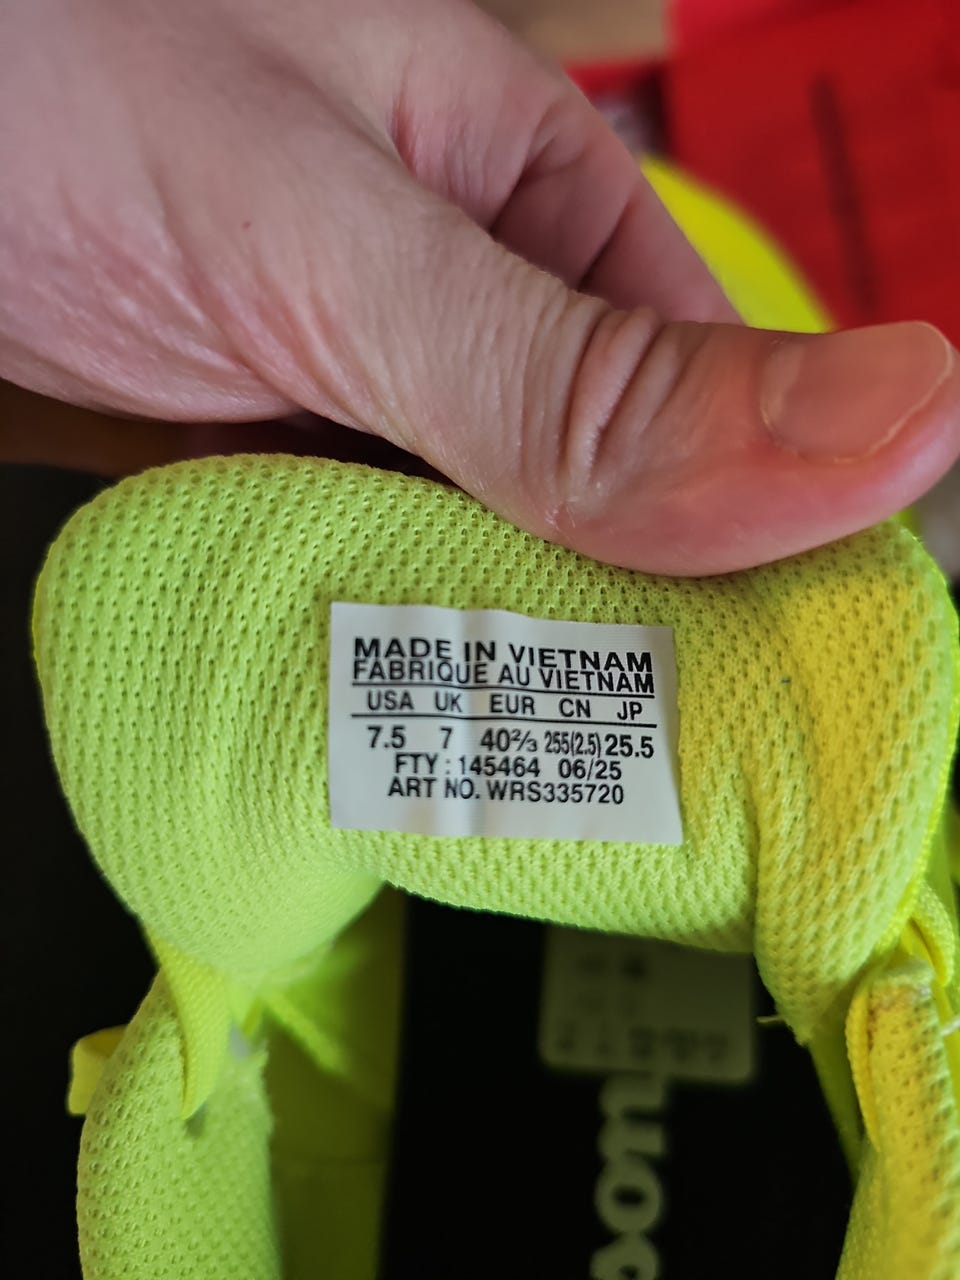 MADE IN VIETNAM
FABRIQUE AU VIETNAM
USA UK EUR CN JP
7.5 7 40⅔ 255(2.5) 25.5
FTY : 145464 06/25
ART NO. WRS335720